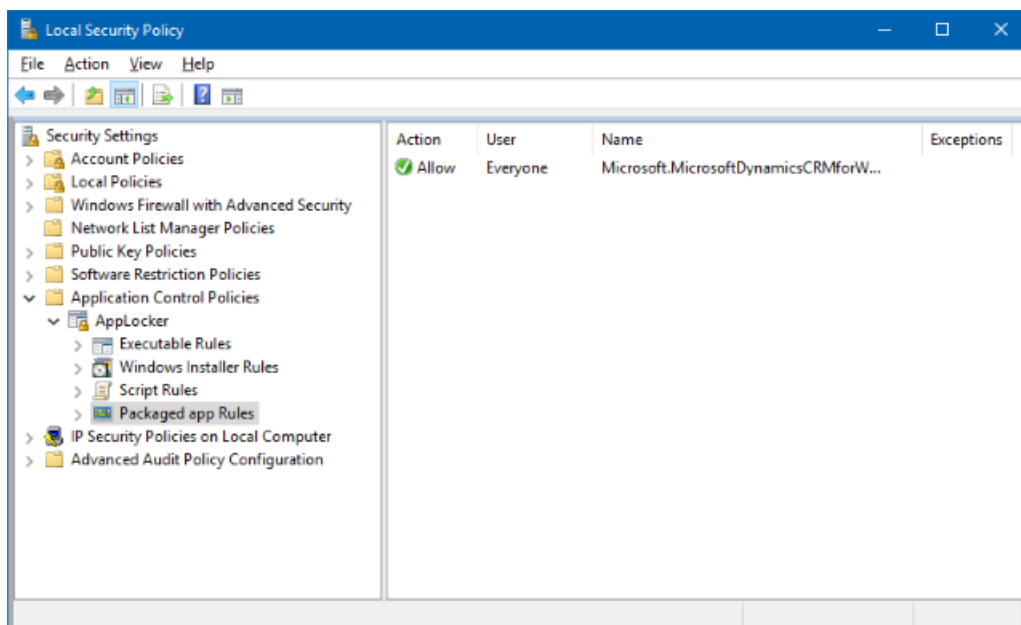 Local Security Policy
File Action View Help
Security Settings
Account Policies
Local Policies
Windows Firewall with Advanced Security
Network List Manager Policies
Public Key Policies
Software Restriction Policies
Application Control Policies
AppLocker
Executable Rules
Windows Installer Rules
Script Rules
Packaged app Rules
IP Security Policies on Local Computer
Advanced Audit Policy Configuration
Action User Name Exceptions
Allow Everyone Microsoft.MicrosoftDynamicsCRMforW...